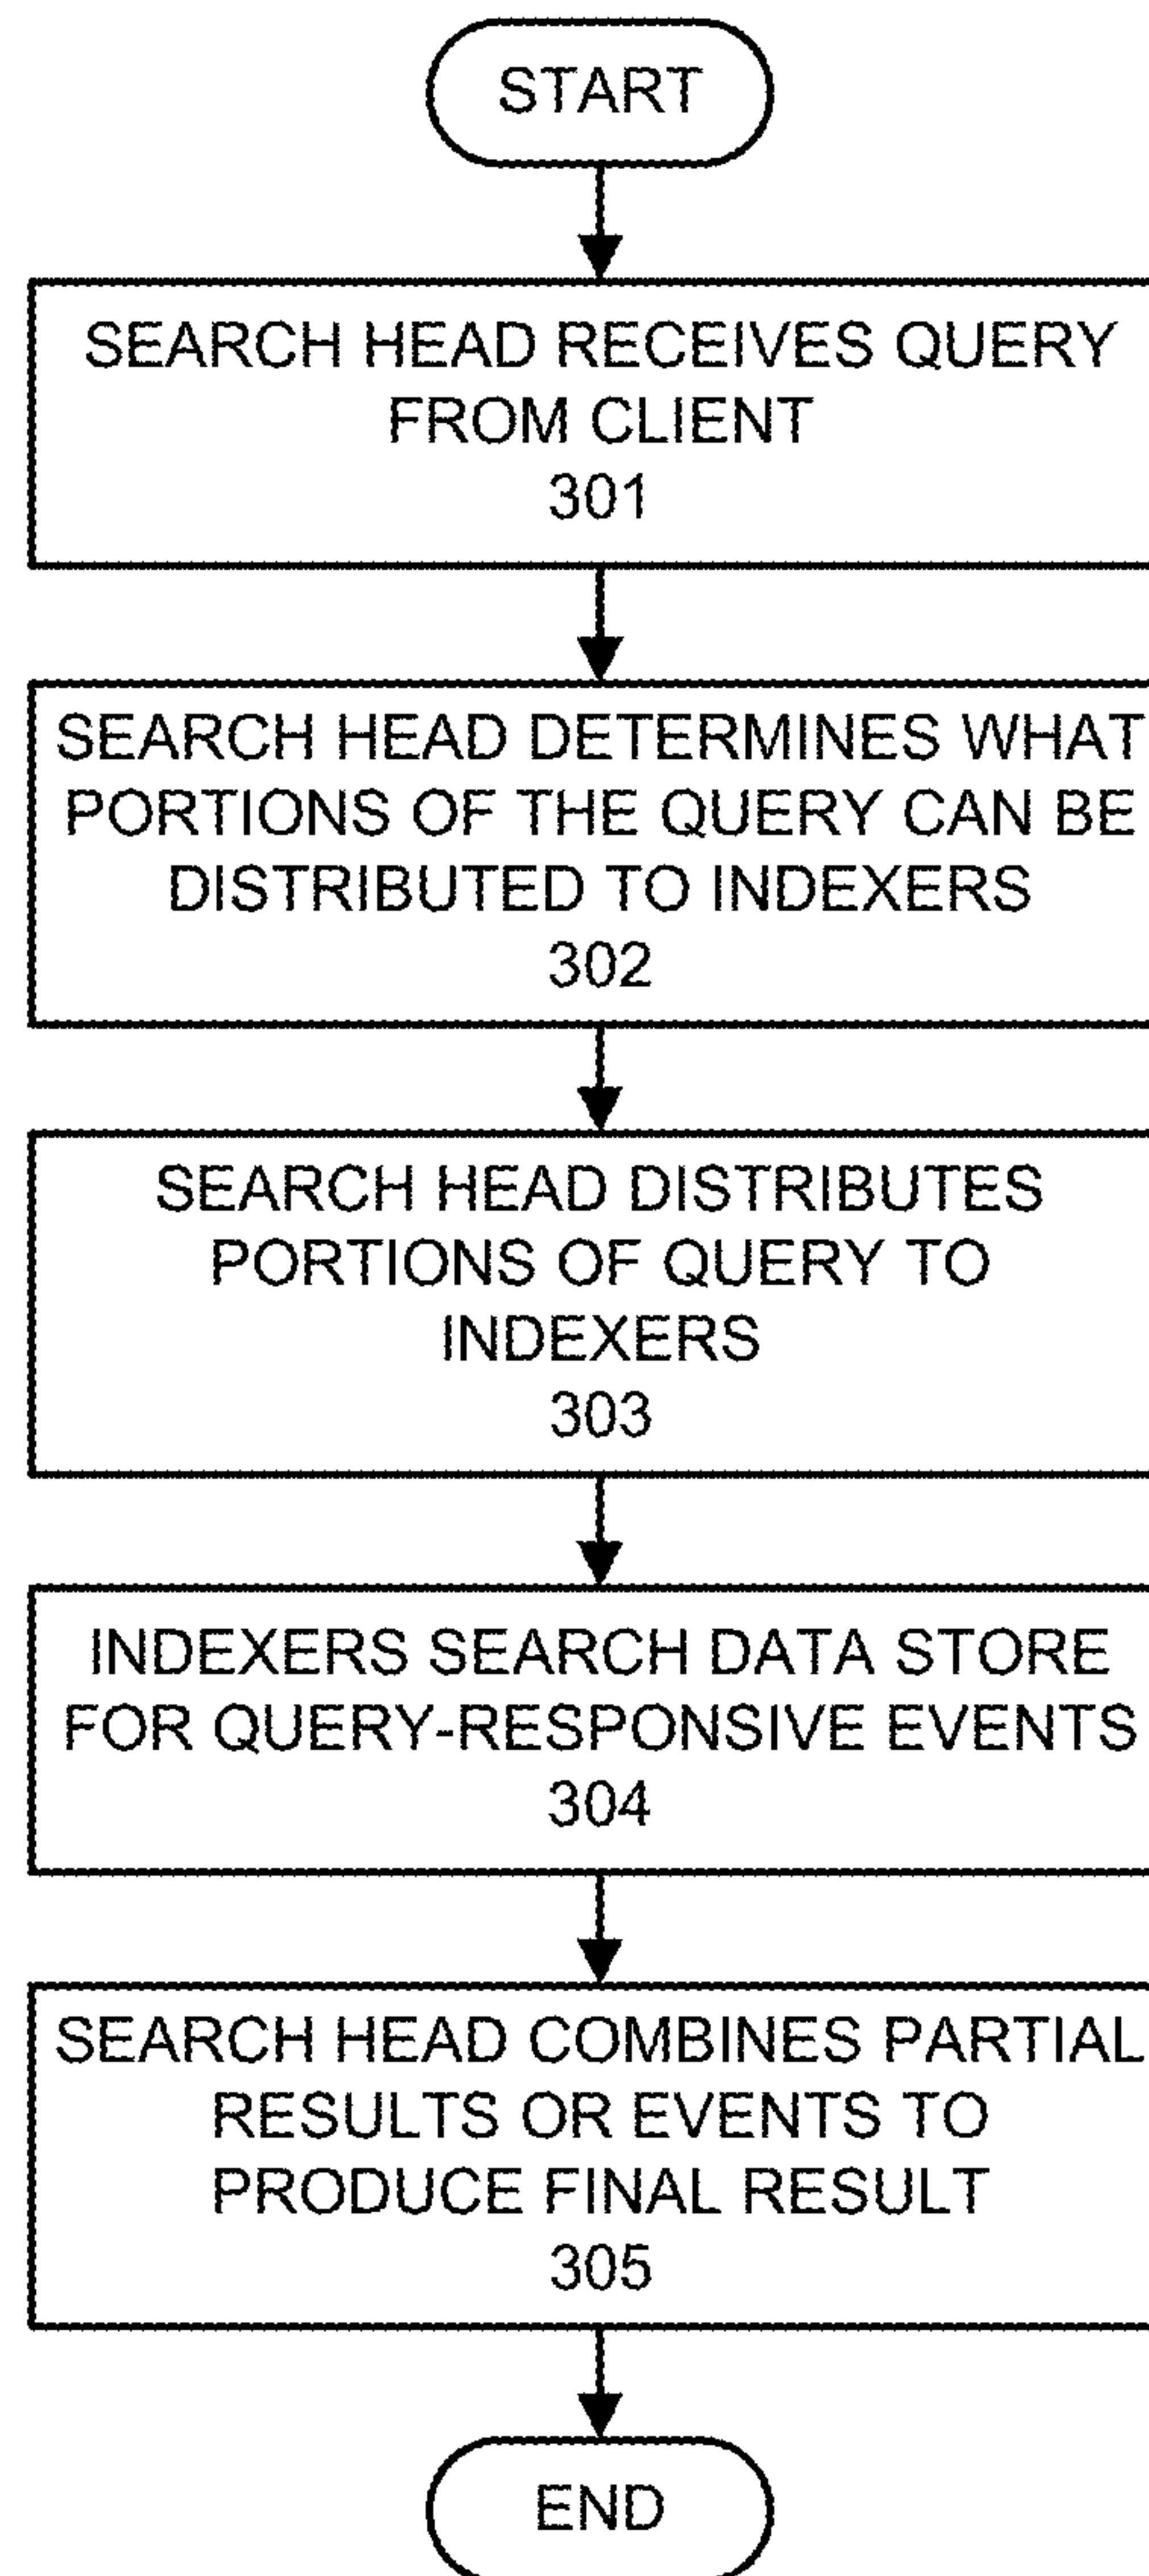 START
SEARCH HEAD RECEIVES QUERY
FROM CLIENT
301
SEARCH HEAD DETERMINES WHAT
PORTIONS OF THE QUERY CAN BE
DISTRIBUTED TO INDEXERS
302
SEARCH HEAD DISTRIBUTES
PORTIONS OF QUERY TO
INDEXERS
303
INDEXERS SEARCH DATA STORE
FOR QUERY-RESPONSIVE EVENTS
304
SEARCH HEAD COMBINES PARTIAL
RESULTS OR EVENTS TO
PRODUCE FINAL RESULT
305
END